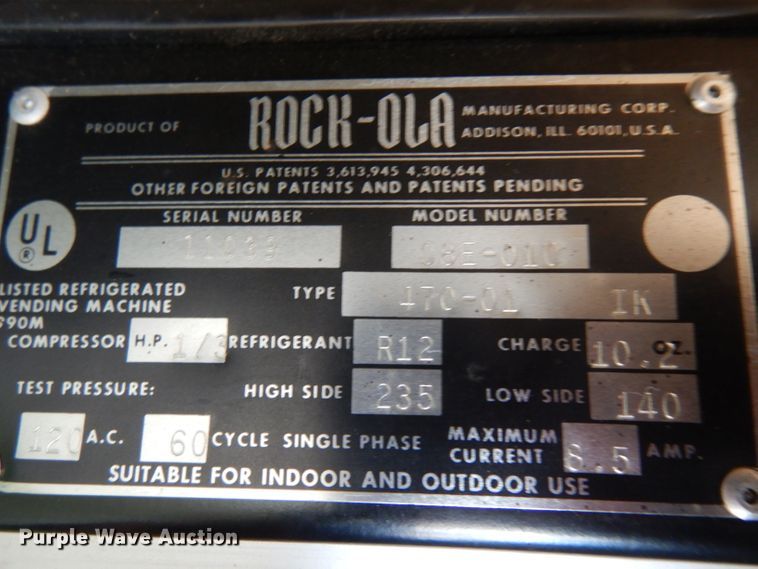 PRODUCT OF ROCK-OLA MANUFACTURING CORP.
ADDISON, ILL. 60101, U.S.A.
U.S. PATENTS 3,613,945 4,306,644
OTHER FOREIGN PATENTS AND PATENTS PENDING
UL
®
SERIAL NUMBER MODEL NUMBER
LISTED REFRIGERATED
VENDING MACHINE
TYPE 470-01 IK
390M
COMPRESSOR H.P. 1/3 REFRIGERANT R12 CHARGE 10.2 OZ.
TEST PRESSURE: HIGH SIDE 235 LOW SIDE 140
120 A.C. 60 CYCLE SINGLE PHASE MAXIMUM CURRENT 8.5 AMP.
SUITABLE FOR INDOOR AND OUTDOOR USE
Purple Wave Auction